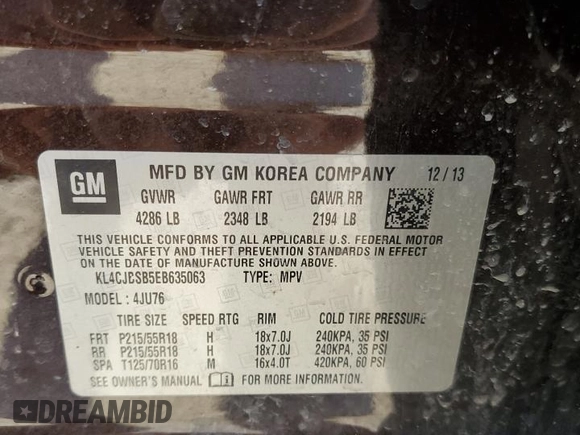 GM
MFD BY GM KOREA COMPANY 12/13
GVWR GAWR FRT GAWR RR
4286 LB 2348 LB 2194 LB
THIS VEHICLE CONFORMS TO ALL APPLICABLE U.S. FEDERAL MOTOR
VEHICLE SAFETY AND THEFT PREVENTION STANDARDS IN EFFECT
ON THE DATE OF MANUFACTURE SHOWN ABOVE.
KL4CJESB5EB635063 TYPE: MPV
MODEL : 4JU76
TIRE SIZE SPEED RTG RIM COLD TIRE PRESSURE
FRT P215/55R18 H 18x7.0J 240KPA, 35 PSI
RR P215/55R18 H 18x7.0J 240KPA, 35 PSI
SPA T125/70R16 M 16x4.0T 420KPA, 60 PSI
SEE OWNER'S MANUAL FOR MORE INFORMATION.
DREAMBID